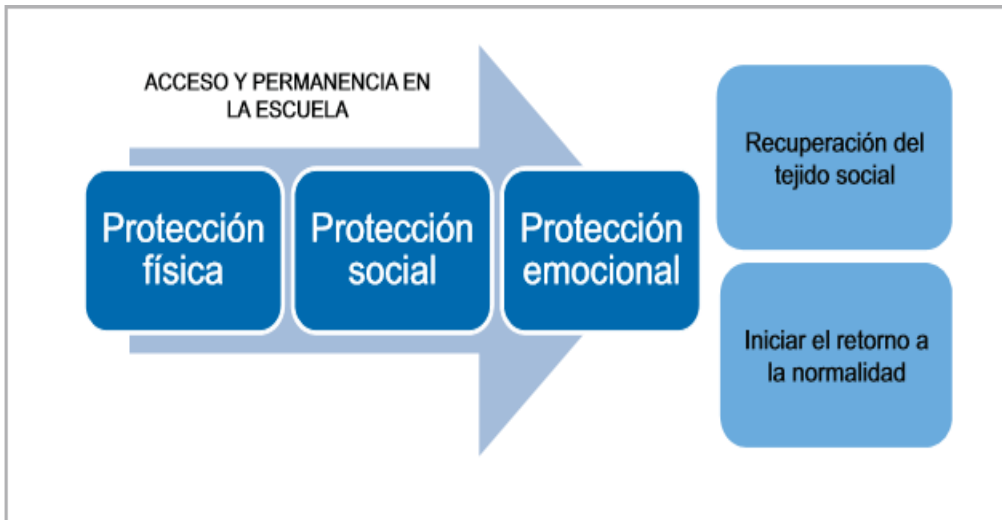 ACCESO Y PERMANENCIA EN
LA ESCUELA
Protección
física
Protección
social
Protección
emocional
Recuperación del
tejido social
Iniciar el retorno a
la normalidad